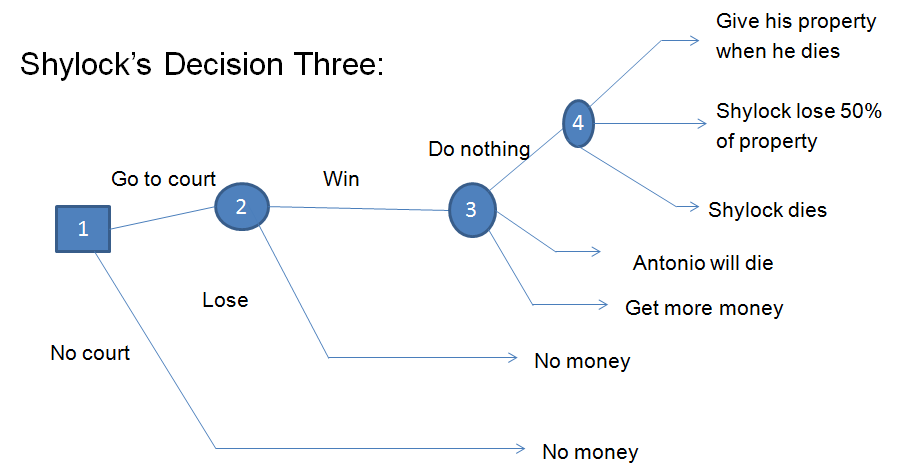 Give his property
when he dies
Shylock's Decision Three:
4
Shylock lose 50%
of property
Do nothing
Go to court
Win
1
2
3
Shylock dies
Antonio will die
Lose
Get more money
No court
No money
No money